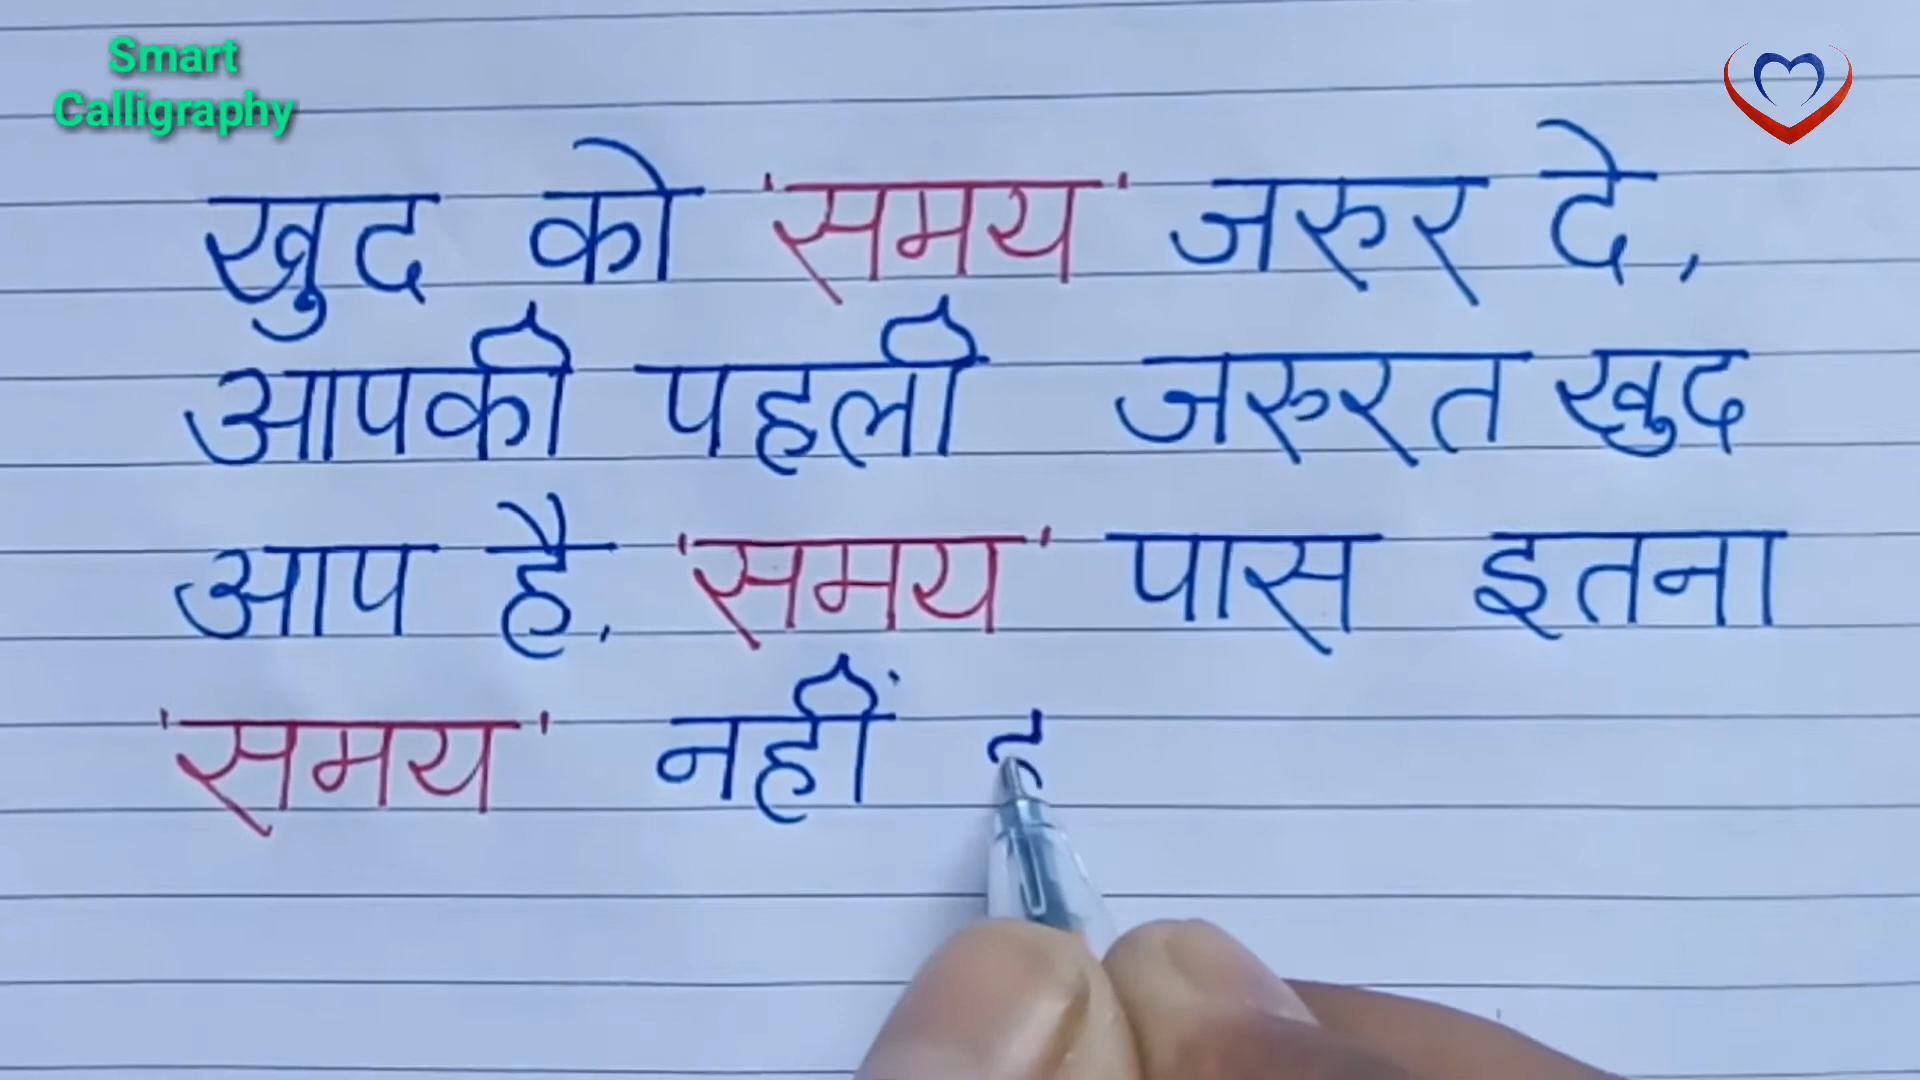 Smart
Calligraphy
खुद को 'समय' जरुर दे,
आपकी पहली जरुरत खुद
आप है, 'समय' पास इतना
'समय' नहीं ह